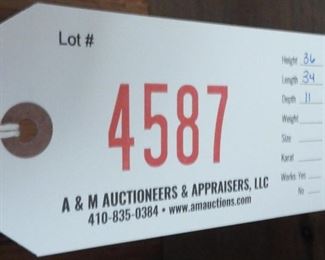 Lot #
4587
A & M AUCTIONEERS & APPRAISERS, LLC
410-835-0384 • www.amauctions.com
Height 36
Length 34
Depth 11
Weight
Size
Karat
Works Yes
No